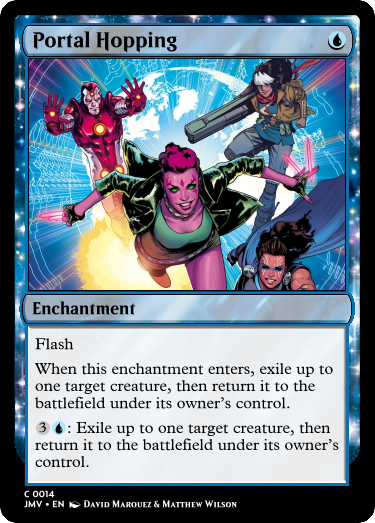 Portal Hopping
Enchantment
Flash
When this enchantment enters, exile up to
one target creature, then return it to the
battlefield under its owner's control.
3 : Exile up to one target creature, then
return it to the battlefield under its owner's
control.
C 0014
JMV • EN David Marquez & Matthew Wilson